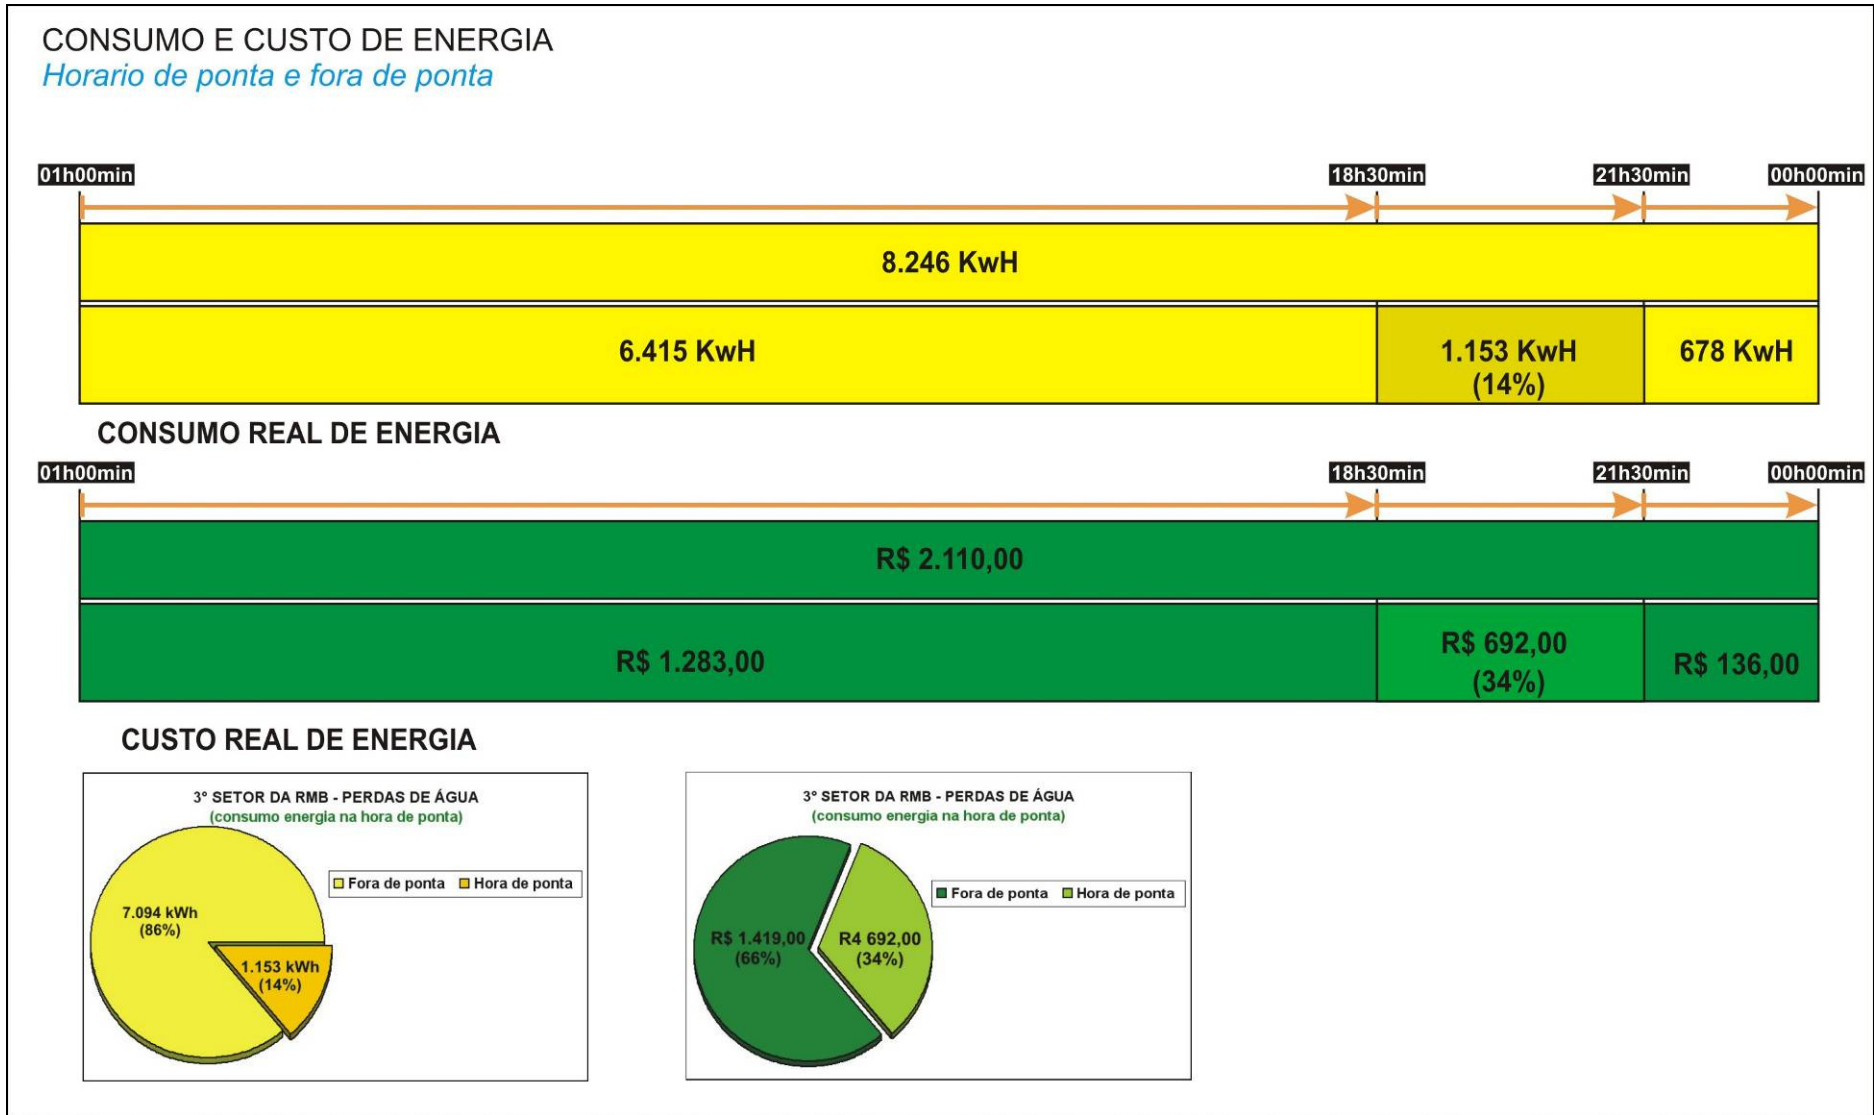 CONSUMO E CUSTO DE ENERGIA
Horario de ponta e fora de ponta
01h00min 18h30min 21h30min 00h00min
8.246 KwH
6.415 KwH 1.153 KwH 678 KwH
(14%)
CONSUMO REAL DE ENERGIA
01h00min 18h30min 21h30min 00h00min
R$ 2.110,00
R$ 1.283,00 R$ 692,00 R$ 136,00
(34%)
CUSTO REAL DE ENERGIA
3º SETOR DA RMB - PERDAS DE ÁGUA
(consumo energia na hora de ponta)
Fora de ponta Hora de ponta
7.094 kWh
(86%)
1.153 kWh
(14%)
3º SETOR DA RMB - PERDAS DE ÁGUA
(consumo energia na hora de ponta)
Fora de ponta Hora de ponta
R$ 1.419,00
(66%)
R4 692,00
(34%)